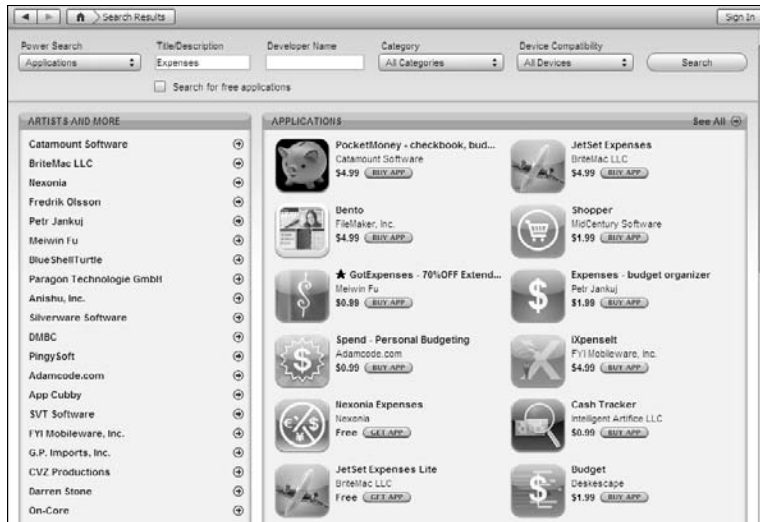 Search Results
Sign In
Power Search
Title/Description
Developer Name
Category
Device Compatibility
Applications
Expenses
All Categories
All Devices
Search
Search for free applications
ARTISTS AND MORE
Catamount Software
BriteMac LLC
Nexonia
Fredrik Olsson
Petr Jankuj
Meiwin Fu
BlueShellTurtle
Paragon Technologie GmbH
Anishu, Inc.
Silverware Software
DMBC
PingySoft
Adamcode.com
App Cubby
SVT Software
FYI Mobileware, Inc.
G.P. Imports, Inc.
CVZ Productions
Darren Stone
On-Core
APPLICATIONS
See All
PocketMoney - checkbook, bud...
Catamount Software
$4.99 BUY APP
JetSet Expenses
BriteMac LLC
$4.99 BUY APP
Bento
FileMaker, Inc.
$4.99 BUY APP
Shopper
MidCentury Software
$1.99 BUY APP
★ GotExpenses - 70%OFF Extend...
Meiwin Fu
$0.99 BUY APP
Expenses - budget organizer
Petr Jankuj
$1.99 BUY APP
Spend - Personal Budgeting
Adamcode.com
$0.99 BUY APP
iXpenseIt
FYI Mobileware, Inc.
$4.99 BUY APP
Nexonia Expenses
Nexonia
Free GET APP
Cash Tracker
Intelligent Artifice LLC
$0.99 BUY APP
JetSet Expenses Lite
BriteMac LLC
Free GET APP
Budget
Deskescape
$1.99 BUY APP